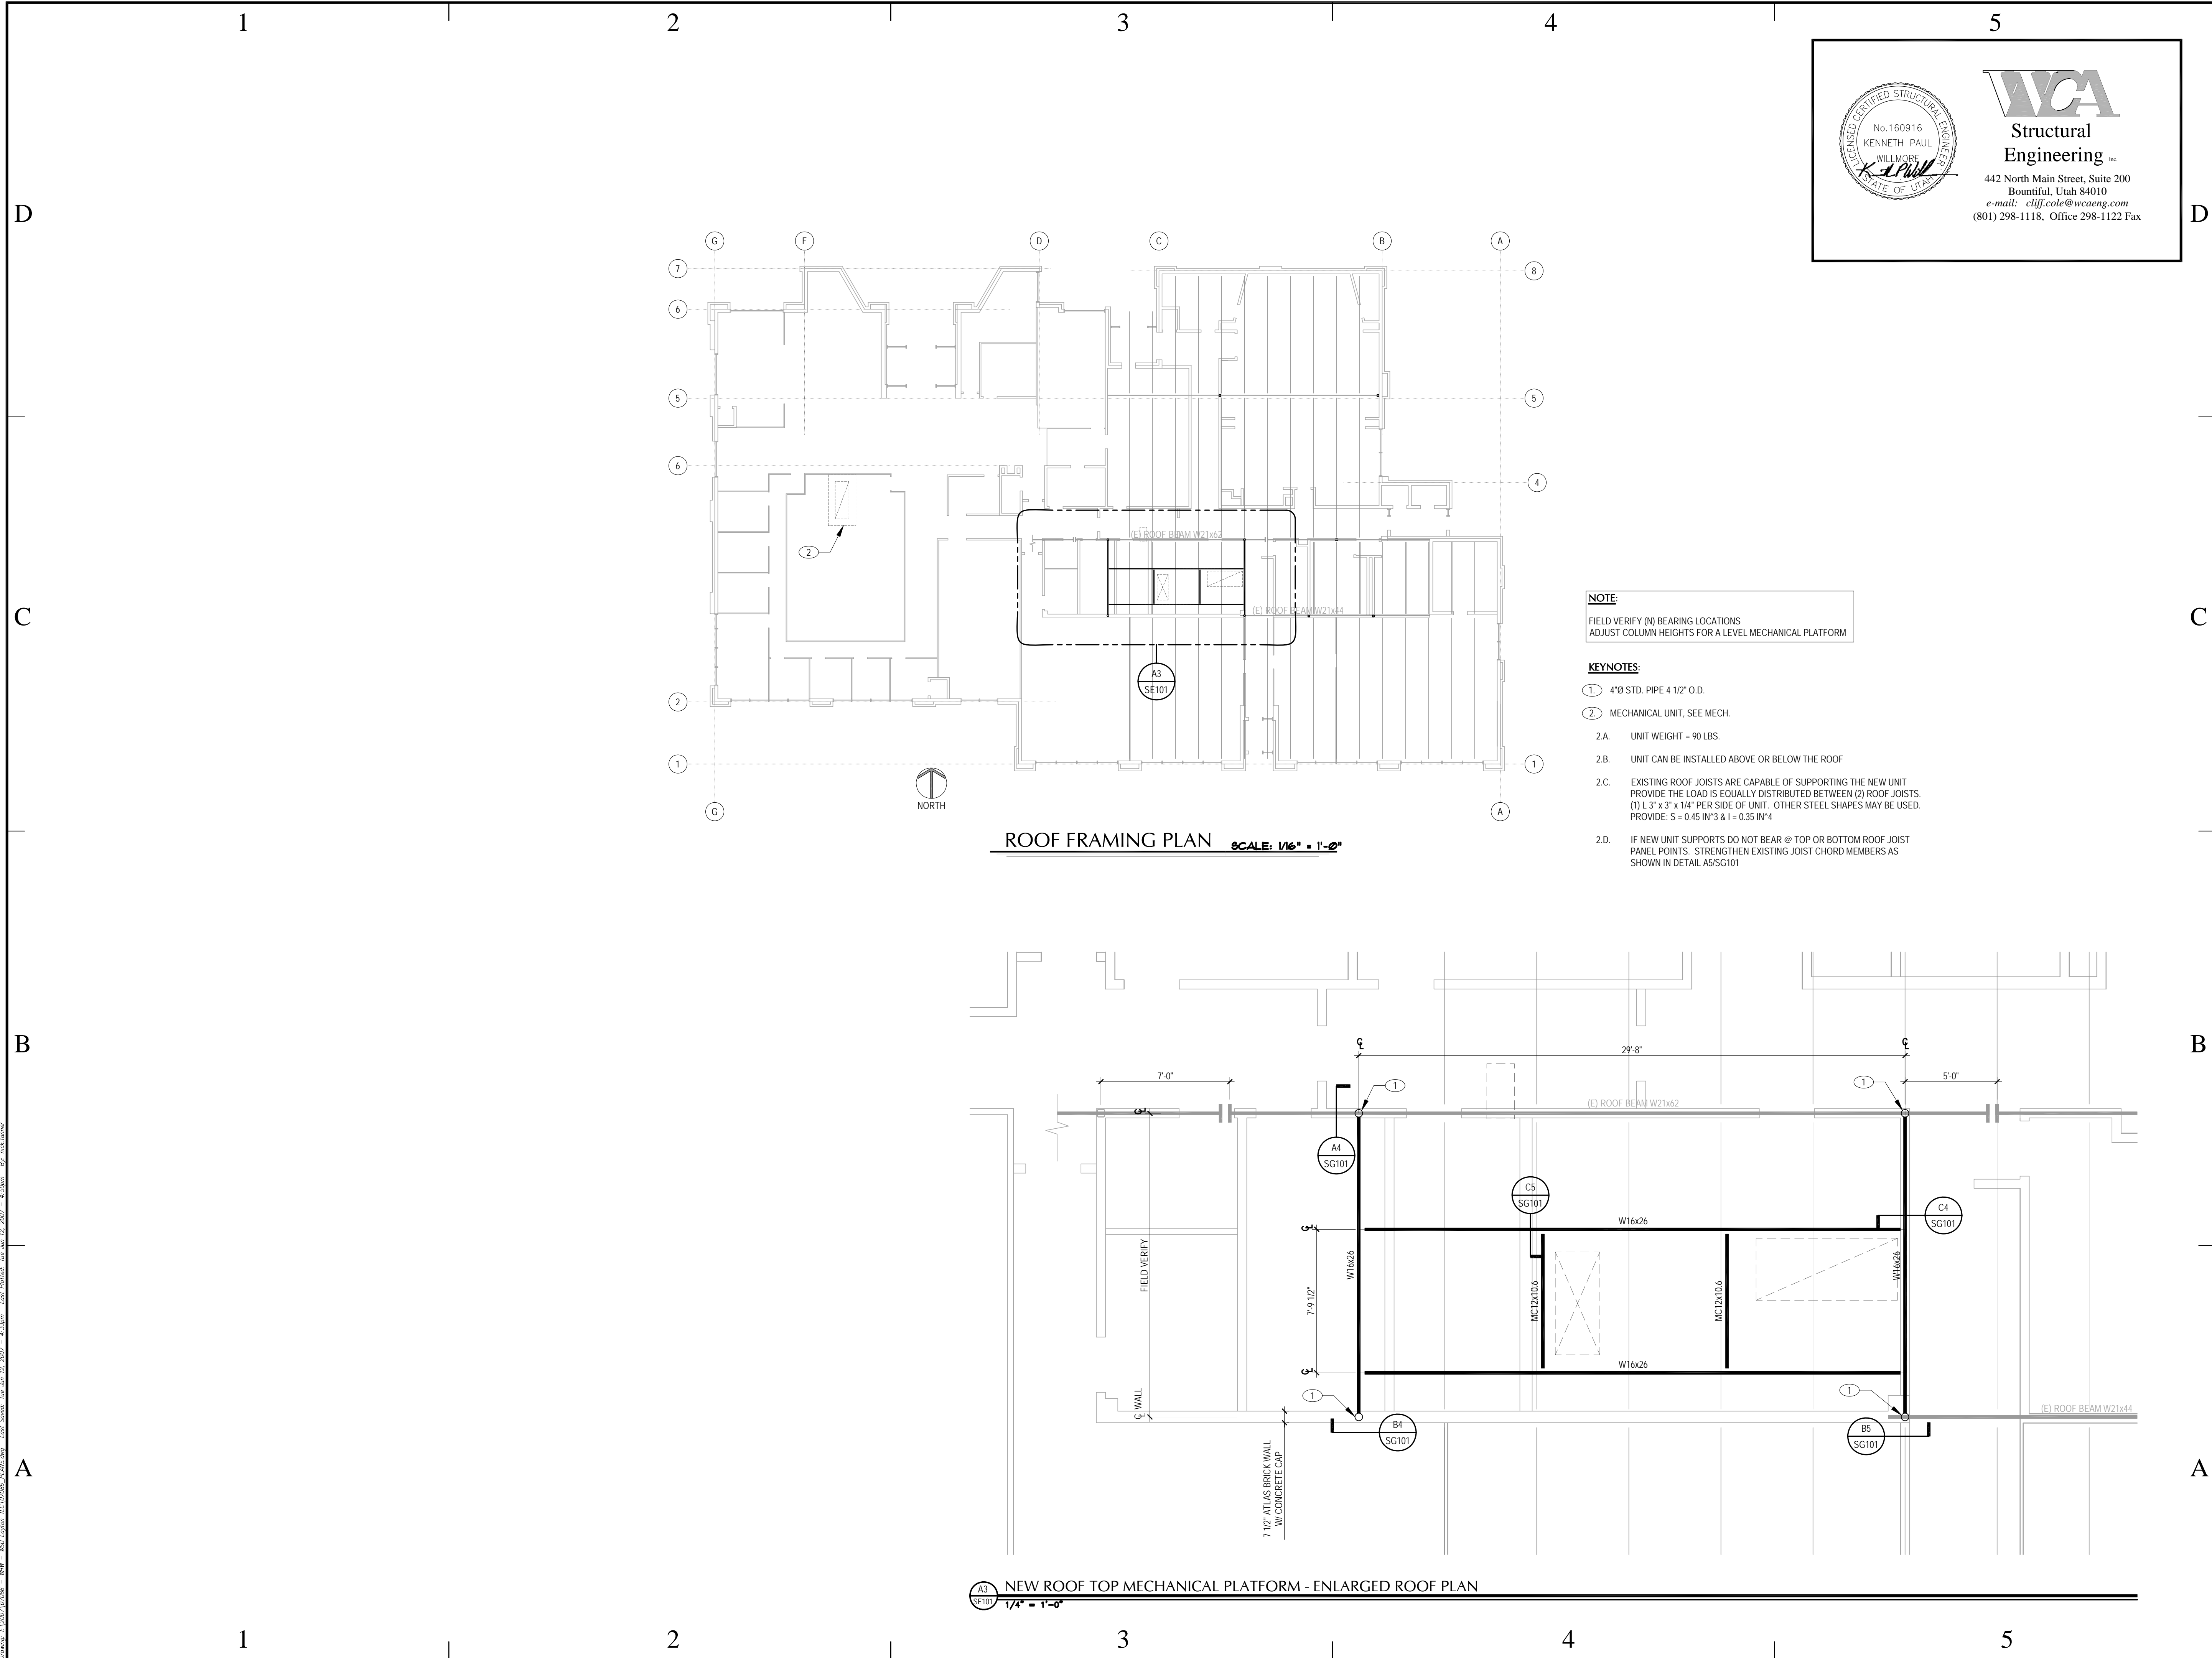 1
2
3
4
5
LICENSED CERTIFIED STRUCTURAL ENGINEER
No.160916
KENNETH PAUL
WILLMORE
STATE OF UTAH
WCA
Structural
Engineering inc.
442 North Main Street, Suite 200
Bountiful, Utah 84010
e-mail: cliff.cole@wcaeng.com
(801) 298-1118, Office 298-1122 Fax
D
D
G
F
D
C
B
A
7
8
6
5
5
6
4
2
(E) ROOF BEAM W21x62
(E) ROOF BEAM W21x44
C
C
A3
SE101
2
1
1
NORTH
G
A
ROOF FRAMING PLAN SCALE: 1/16" = 1'-0"
NOTE:
FIELD VERIFY (N) BEARING LOCATIONS
ADJUST COLUMN HEIGHTS FOR A LEVEL MECHANICAL PLATFORM
KEYNOTES:
1. 4"Ø STD. PIPE 4 1/2" O.D.
2. MECHANICAL UNIT, SEE MECH.
2.A. UNIT WEIGHT = 90 LBS.
2.B. UNIT CAN BE INSTALLED ABOVE OR BELOW THE ROOF
2.C. EXISTING ROOF JOISTS ARE CAPABLE OF SUPPORTING THE NEW UNIT
PROVIDE THE LOAD IS EQUALLY DISTRIBUTED BETWEEN (2) ROOF JOISTS.
(1) L 3" x 3" x 1/4" PER SIDE OF UNIT. OTHER STEEL SHAPES MAY BE USED.
PROVIDE: S = 0.45 IN^3 & I = 0.35 IN^4
2.D. IF NEW UNIT SUPPORTS DO NOT BEAR @ TOP OR BOTTOM ROOF JOIST
PANEL POINTS. STRENGTHEN EXISTING JOIST CHORD MEMBERS AS
SHOWN IN DETAIL A5/SG101
B
B
29'-8"
7'-0"
5'-0"
1
1
(E) ROOF BEAM W21x62
A4
SG101
C5
SG101
C4
SG101
W16x26
FIELD VERIFY
W16x26
7'-9 1/2"
MC12x10.6
MC12x10.6
W16x26
W16x26
WALL
1
1
B4
SG101
B5
SG101
(E) ROOF BEAM W21x44
7 1/2" ATLAS BRICK WALL
W/ CONCRETE CAP
A
A
A3
SE101
NEW ROOF TOP MECHANICAL PLATFORM - ENLARGED ROOF PLAN
1/4" = 1'-0"
1
2
3
4
5